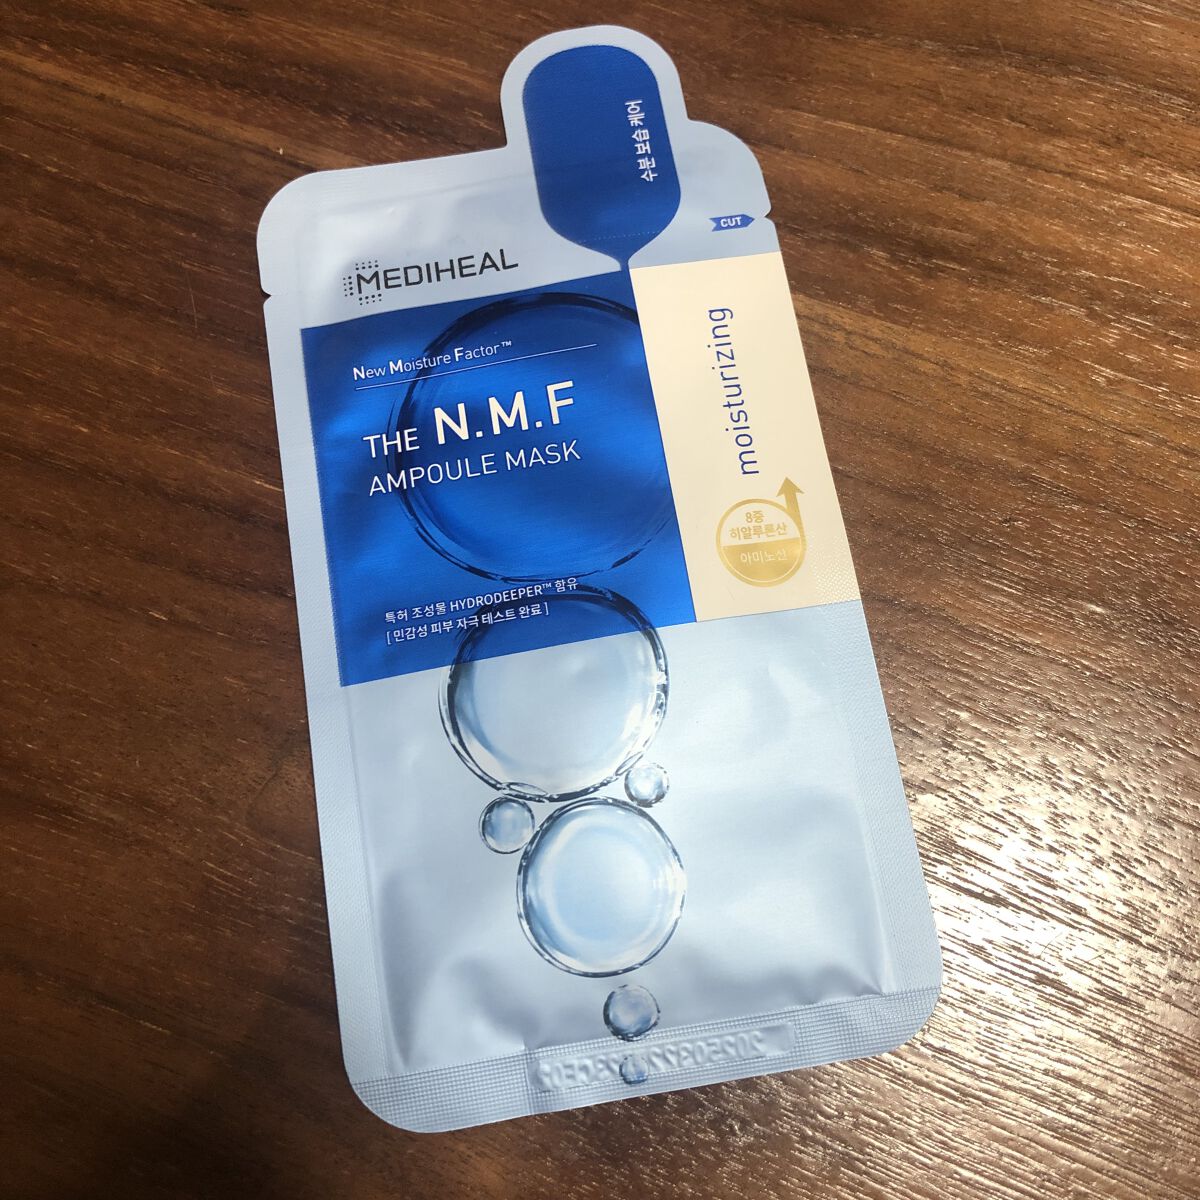 수분 보습 케어
CUT
MEDIHEAL
New Moisture Factor™
THE N.M.F
AMPOULE MASK
moisturizing
8중
히알루론산
아미노산
특허 조성물 HYDRODEEPER™ 함유
[ 민감성 피부 자극 테스트 완료 ]